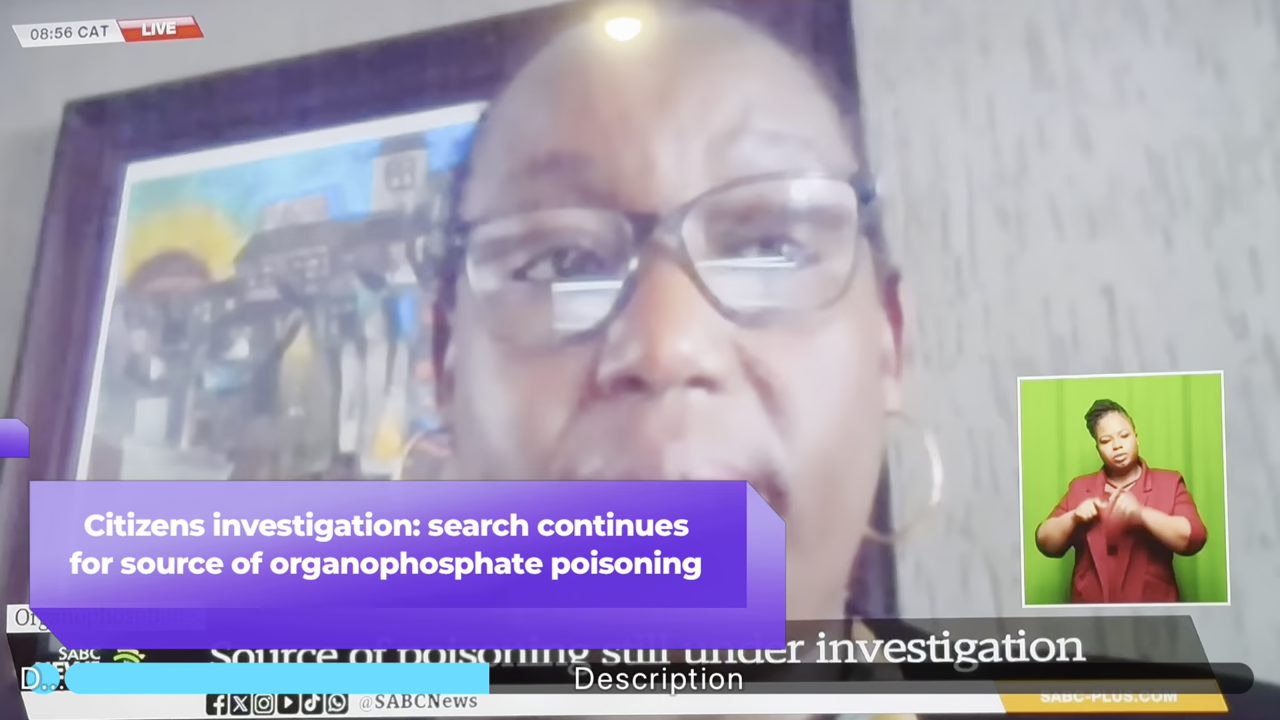 08:56 CAT LIVE
Citizens investigation: search continues
for source of organophosphate poisoning
SABC
Source of poisoning still under investigation
D...
Description
@SABCNews
SABC-PLUS.COM